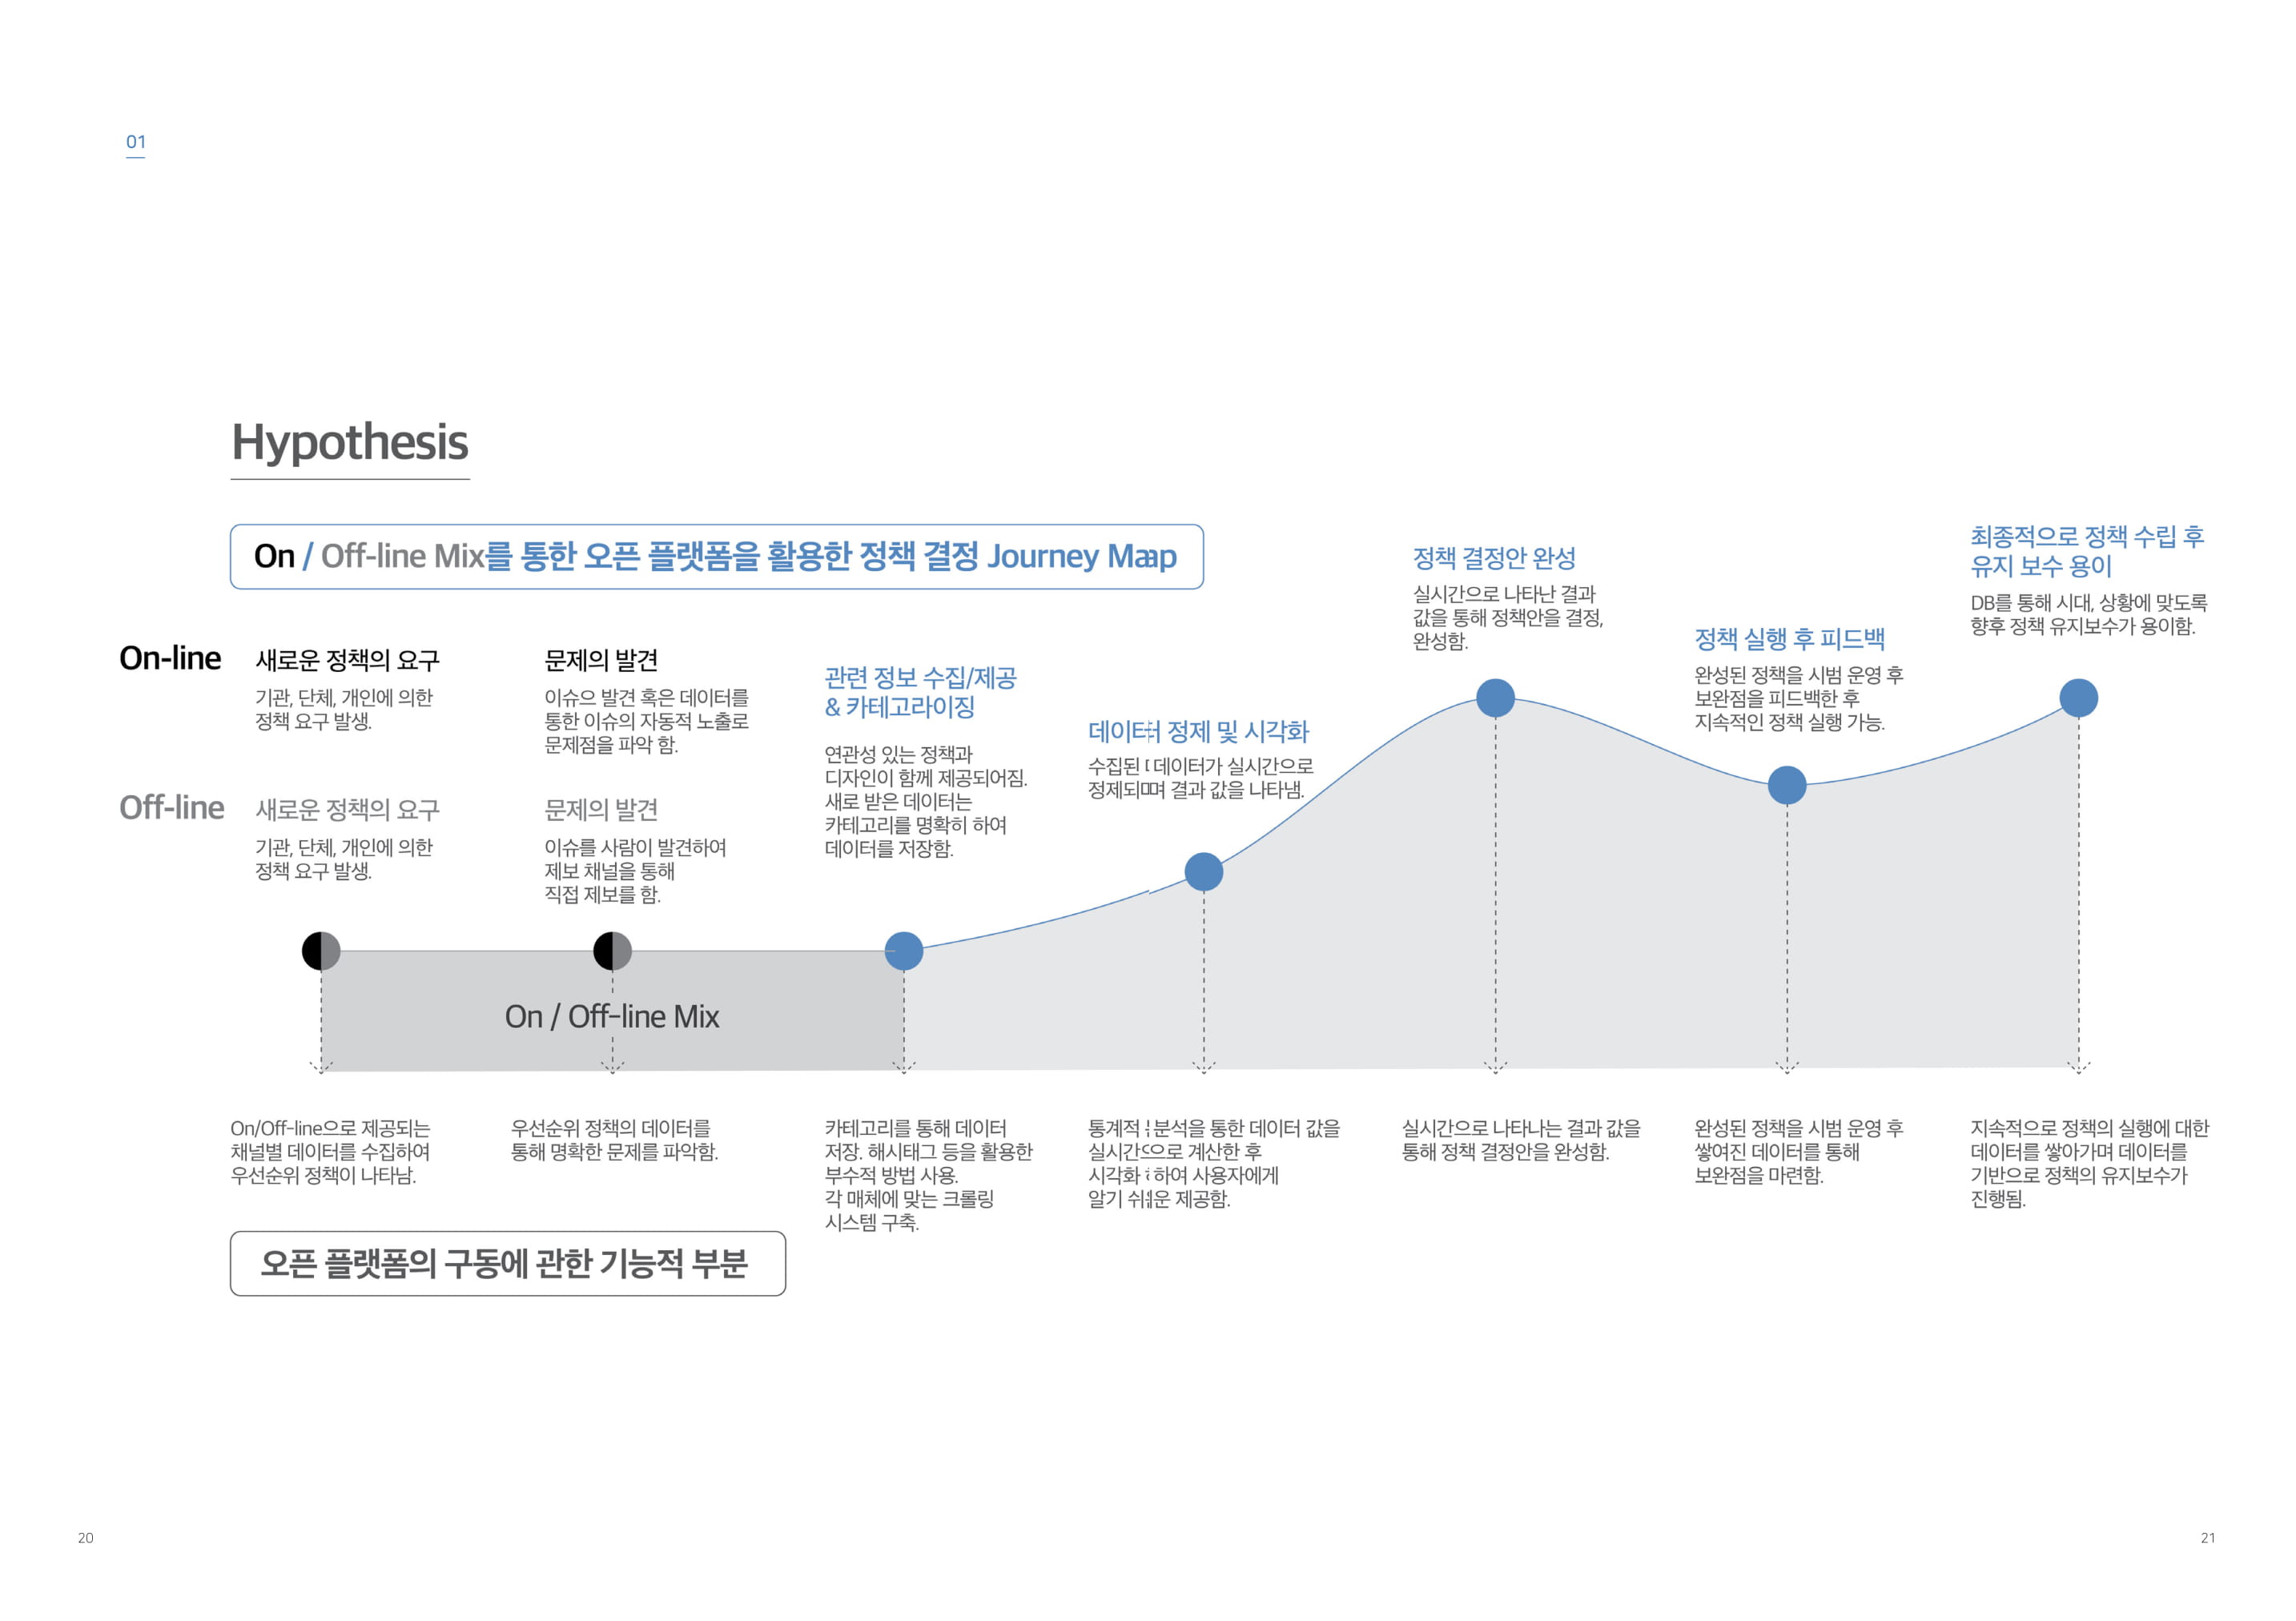 01
Hypothesis
On / Off-line Mix를 통한 오픈 플랫폼을 활용한 정책 결정 Journey Map
On-line
새로운 정책의 요구
기관, 단체, 개인에 의한
정책 요구 발생.
문제의 발견
이슈으 발견 혹은 데이터를
통한 이슈의 자동적 노출로
문제점을 파악 함.
Off-line
새로운 정책의 요구
기관, 단체, 개인에 의한
정책 요구 발생.
문제의 발견
이슈를 사람이 발견하여
제보 채널을 통해
직접 제보를 함.
관련 정보 수집/제공
& 카테고라이징
연관성 있는 정책과
디자인이 함께 제공되어짐.
새로 받은 데이터는
카테고리를 명확히 하여
데이터를 저장함.
데이터 정제 및 시각화
수집된 데이터가 실시간으로
정제되며 결과 값을 나타냄.
정책 결정안 완성
실시간으로 나타난 결과
값을 통해 정책안을 결정,
완성함.
정책 실행 후 피드백
완성된 정책을 시범 운영 후
보완점을 피드백한 후
지속적인 정책 실행 가능.
최종적으로 정책 수립 후
유지 보수 용이
DB를 통해 시대, 상황에 맞도록
향후 정책 유지보수가 용이함.
On / Off-line Mix
On/Off-line으로 제공되는
채널별 데이터를 수집하여
우선순위 정책이 나타남.
우선순위 정책의 데이터를
통해 명확한 문제를 파악함.
카테고리를 통해 데이터
저장. 해시태그 등을 활용한
부수적 방법 사용.
각 매체에 맞는 크롤링
시스템 구축.
통계적 분석을 통한 데이터 값을
실시간으로 계산한 후
시각화 하여 사용자에게
알기 쉬운 제공함.
실시간으로 나타나는 결과 값을
통해 정책 결정안을 완성함.
완성된 정책을 시범 운영 후
쌓여진 데이터를 통해
보완점을 마련함.
지속적으로 정책의 실행에 대한
데이터를 쌓아가며 데이터를
기반으로 정책의 유지보수가
진행됨.
오픈 플랫폼의 구동에 관한 기능적 부분
20
21